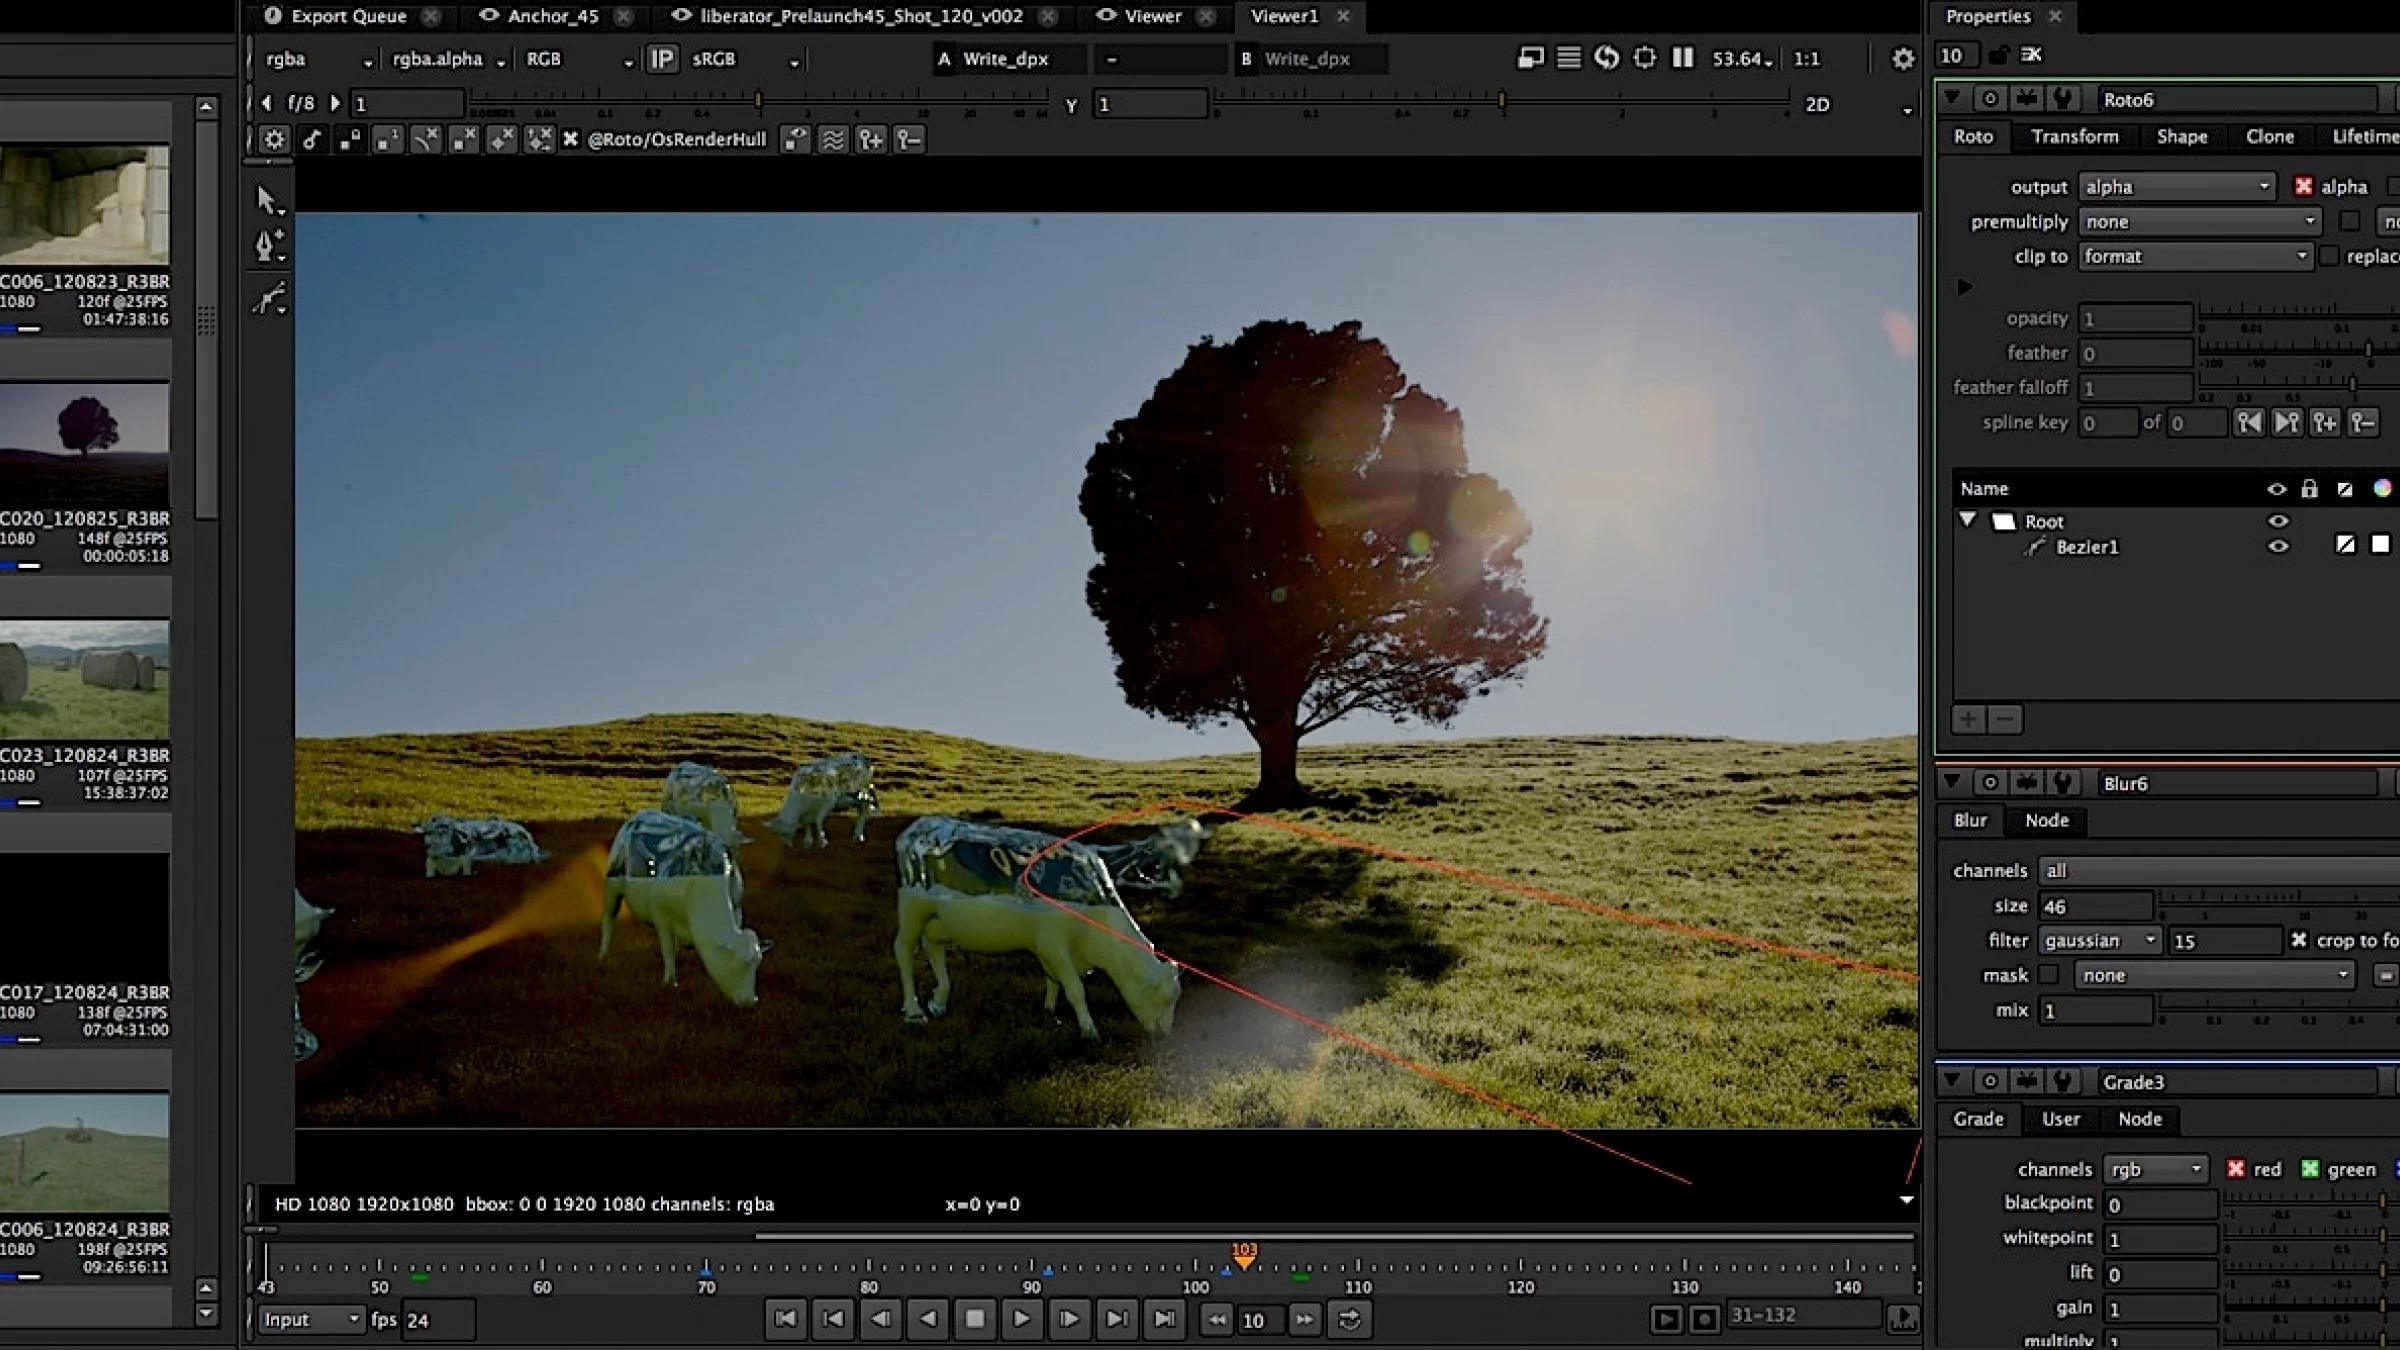 Export Queue
Anchor_45
liberator_Prelaunch45_Shot_120_v002
Viewer
Viewer1
rgba
rgba.alpha
RGB
IP
sRGB
A Write_dpx
-
B Write_dpx
53.64
1:1
f/8
1
Y
1
2D
@Roto/OsRenderHull
C006_120823_R3BR
1080 120f @25FPS
01:47:38:16
C020_120825_R3BR
1080 148f @25FPS
00:00:05:18
C023_120824_R3BR
1080 107f @25FPS
15:38:37:02
C017_120824_R3BR
1080 138f @25FPS
07:04:31:00
C006_120824_R3BR
1080 198f @25FPS
09:26:56:11
HD 1080 1920x1080 bbox: 0 0 1920 1080 channels: rgba
x=0 y=0
103
43 50 60 70 80 90 100 110 120 130 140
Input
fps 24
10
31-132
Properties
10
Roto6
Roto Transform Shape Clone Lifetime
output alpha alpha
premultiply none
clip to format replac
opacity 1
feather 0
feather falloff 1
spline key 0 of 0
Name
Root
Bezier1
Blur6
Blur Node
channels all
size 46
filter gaussian 15 crop to fo
mask none
mix 1
Grade3
Grade User Node
channels rgb red green
blackpoint 0
whitepoint 1
lift 0
gain 1
multiply 1